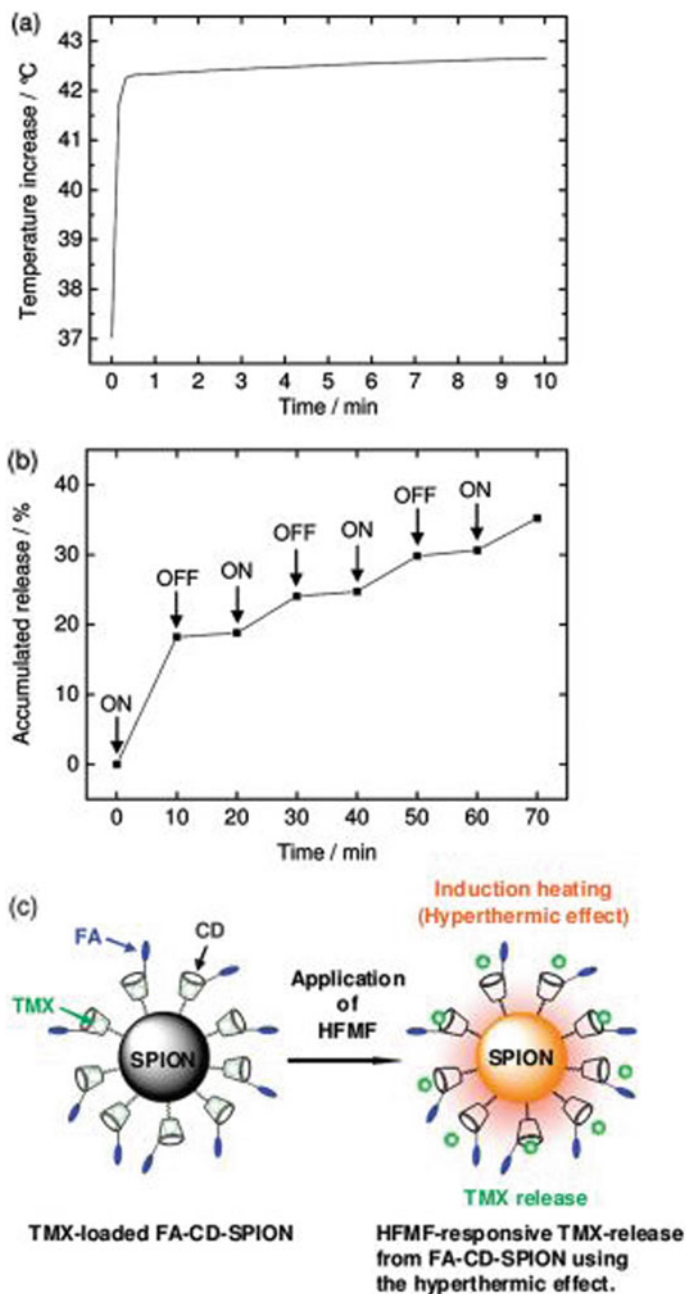 (a)
43
42
41
40
39
38
37
Temperature increase / °C
0 1 2 3 4 5 6 7 8 9 10
Time / min
(b)
40
30
20
10
0
Accumulated release / %
ON
OFF
ON
OFF
ON
OFF
ON
0 10 20 30 40 50 60 70
Time / min
(c)
FA
CD
TMX
SPION
Application
of
HFMF
Induction heating
(Hyperthermic effect)
SPION
TMX release
TMX-loaded FA-CD-SPION
HFMF-responsive TMX-release
from FA-CD-SPION using
the hyperthermic effect.